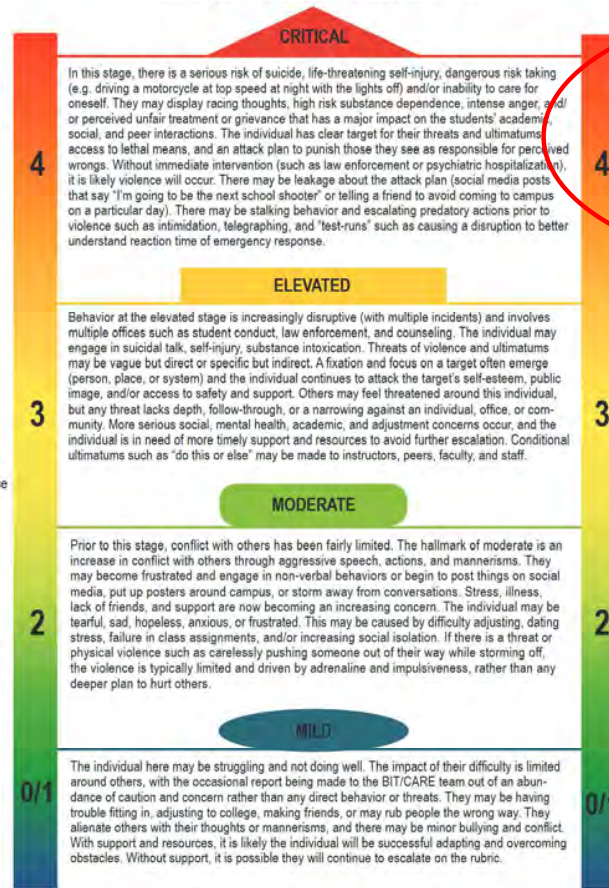 CRITICAL
In this stage, there is a serious risk of suicide, life-threatening self-injury, dangerous risk taking
(e.g. driving a motorcycle at top speed at night with the lights off) and/or inability to care for
oneself. They may display racing thoughts, high risk substance dependence, intense anger, and/
or perceived unfair treatment or grievance that has a major impact on the students' academic,
social, and peer interactions. The individual has clear target for their threats and ultimatums,
access to lethal means, and an attack plan to punish those they see as responsible for perceived
wrongs. Without immediate intervention (such as law enforcement or psychiatric hospitalization),
it is likely violence will occur. There may be leakage about the attack plan (social media posts
that say "I'm going to be the next school shooter" or telling a friend to avoid coming to campus
on a particular day). There may be stalking behavior and escalating predatory actions prior to
violence such as intimidation, telegraphing, and "test-runs" such as causing a disruption to better
understand reaction time of emergency response.
4
4
ELEVATED
Behavior at the elevated stage is increasingly disruptive (with multiple incidents) and involves
multiple offices such as student conduct, law enforcement, and counseling. The individual may
engage in suicidal talk, self-injury, substance intoxication. Threats of violence and ultimatums
may be vague but direct or specific but indirect. A fixation and focus on a target often emerge
(person, place, or system) and the individual continues to attack the target's self-esteem, public
image, and/or access to safety and support. Others may feel threatened around this individual,
but any threat lacks depth, follow-through, or a narrowing against an individual, office, or com-
munity. More serious social, mental health, academic, and adjustment concerns occur, and the
individual is in need of more timely support and resources to avoid further escalation. Conditional
ultimatums such as "do this or else" may be made to instructors, peers, faculty, and staff.
3
3
MODERATE
Prior to this stage, conflict with others has been fairly limited. The hallmark of moderate is an
increase in conflict with others through aggressive speech, actions, and mannerisms. They
may become frustrated and engage in non-verbal behaviors or begin to post things on social
media, put up posters around campus, or storm away from conversations. Stress, illness,
lack of friends, and support are now becoming an increasing concern. The individual may be
tearful, sad, hopeless, anxious, or frustrated. This may be caused by difficulty adjusting, dating
stress, failure in class assignments, and/or increasing social isolation. If there is a threat or
physical violence such as carelessly pushing someone out of their way while storming off,
the violence is typically limited and driven by adrenaline and impulsiveness, rather than any
deeper plan to hurt others.
2
2
MILD
The individual here may be struggling and not doing well. The impact of their difficulty is limited
around others, with the occasional report being made to the BIT/CARE team out of an abun-
dance of caution and concern rather than any direct behavior or threats. They may be having
trouble fitting in, adjusting to college, making friends, or may rub people the wrong way. They
alienate others with their thoughts or mannerisms, and there may be minor bullying and conflict.
With support and resources, it is likely the individual will be successful adapting and overcoming
obstacles. Without support, it is possible they will continue to escalate on the rubric.
0/1